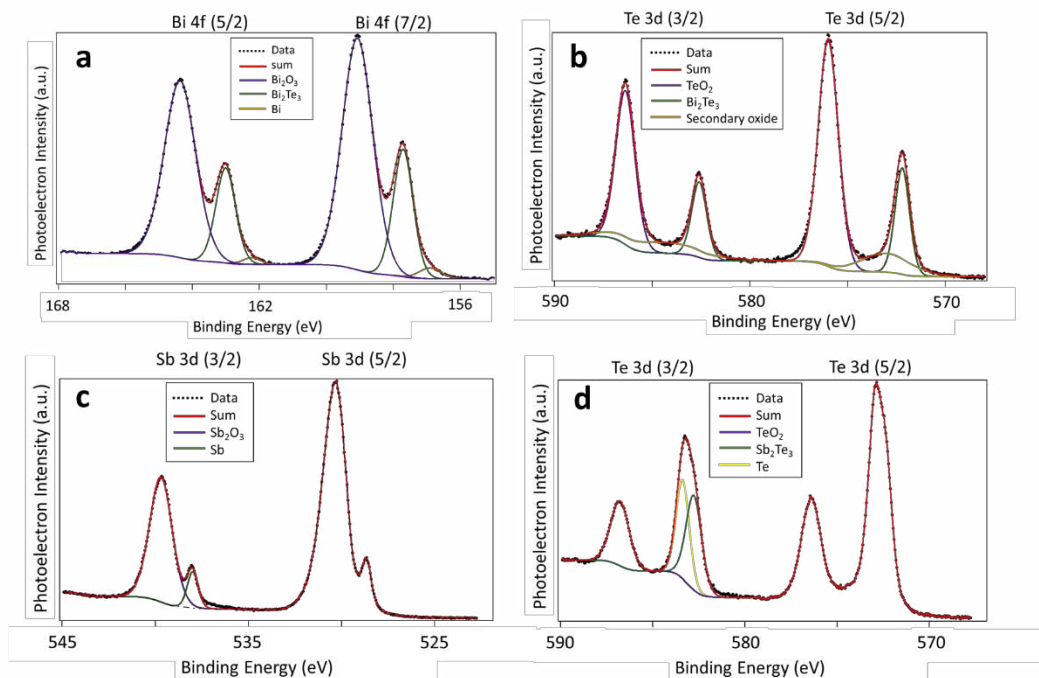 Bi 4f (5/2) Bi 4f (7/2)
a
Photoelectron Intensity (a.u.)
Data
sum
Bi₂O₃
Bi₂Te₃
Bi
168 162 156
Binding Energy (eV)
Te 3d (3/2) Te 3d (5/2)
b
Photoelectron Intensity (a.u.)
Data
Sum
TeO₂
Bi₂Te₃
Secondary oxide
590 580 570
Binding Energy (eV)
Sb 3d (3/2) Sb 3d (5/2)
c
Photoelectron Intensity (a.u.)
Data
Sum
Sb₂O₃
Sb
545 535 525
Binding Energy (eV)
Te 3d (3/2) Te 3d (5/2)
d
Photoelectron Intensity (a.u.)
Data
Sum
TeO₂
Sb₂Te₃
Te
590 580 570
Binding Energy (eV)